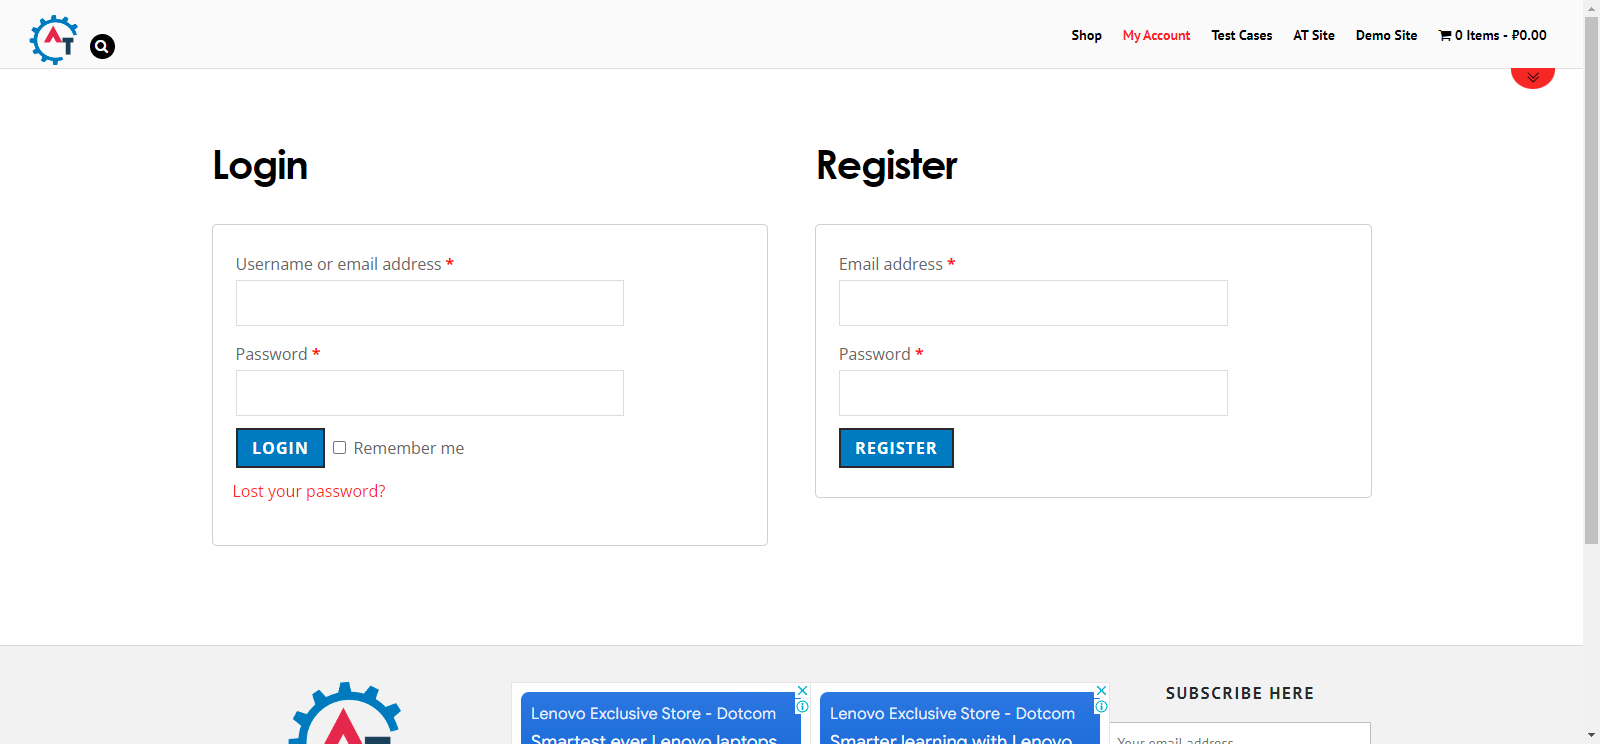 AT
Shop
My Account
Test Cases
AT Site
Demo Site
0 Items - ₽0.00
Login
Register
Username or email address *
Password *
LOGIN
Remember me
Lost your password?
Email address *
Password *
REGISTER
Lenovo Exclusive Store - Dotcom
Smartest ever Lenovo laptops
Lenovo Exclusive Store - Dotcom
Smarter learning with Lenovo
SUBSCRIBE HERE
Your email address